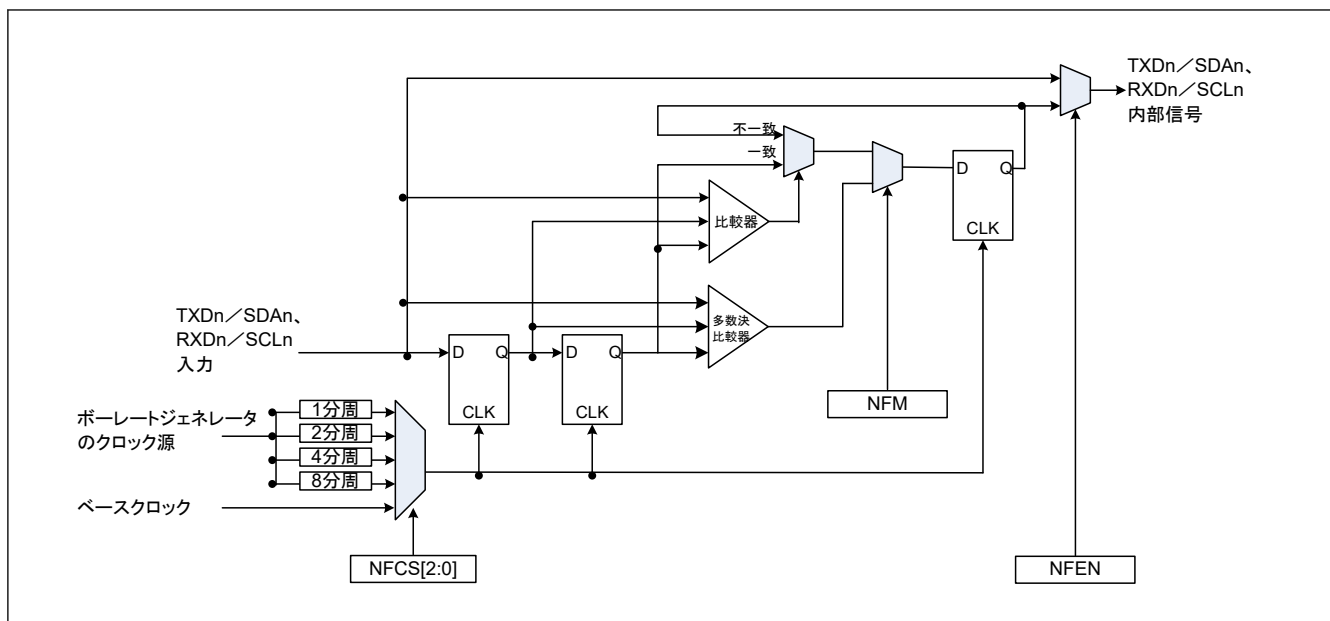 TXDn／SDAn、
RXDn／SCLn
内部信号
不一致
一致
D
Q
CLK
比較器
TXDn／SDAn、
RXDn／SCLn
入力
多数決
比較器
D
Q
CLK
D
Q
CLK
NFM
ボーレートジェネレータ
のクロック源
1分周
2分周
4分周
8分周
ベースクロック
NFCS[2:0]
NFEN